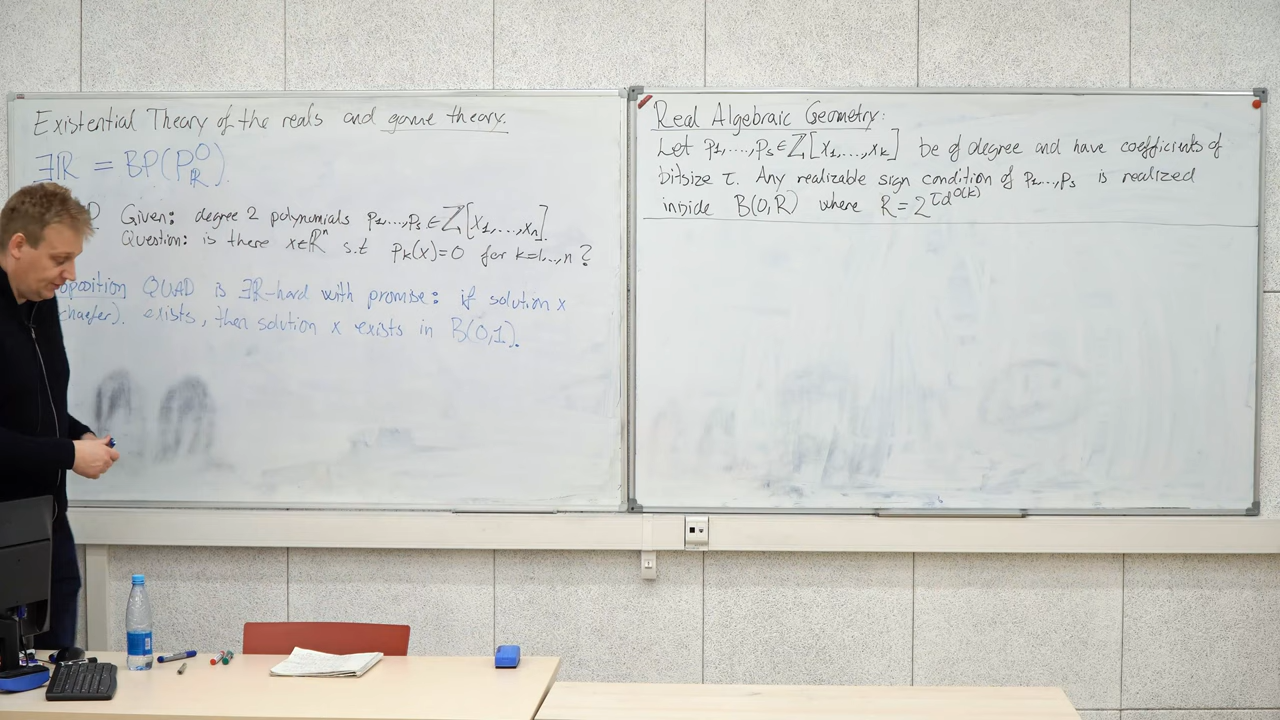 Existential Theory of the reals and game theory.
∃ℝ = BP(P⁰_ℝ).
Given: degree 2 polynomials p₁,...,pₛ ∈ ℤ[x₁,...,xₙ].
Question: is there x∈ℝⁿ s.t pₖ(x)=0 for k=1,..,n ?
oposition QUAD is ∃ℝ-hard with promise: if solution x
chaefer). exists, then solution x exists in B(0,1).
Real Algebraic Geometry:
Let p₁,...,pₛ ∈ ℤ[x₁,...,xₖ] be of degree and have coefficients of
bitsize τ. Any realizable sign condition of p₁...,pₛ is realized
inside B(0,R) where R = 2^{τd^{O(k)}}